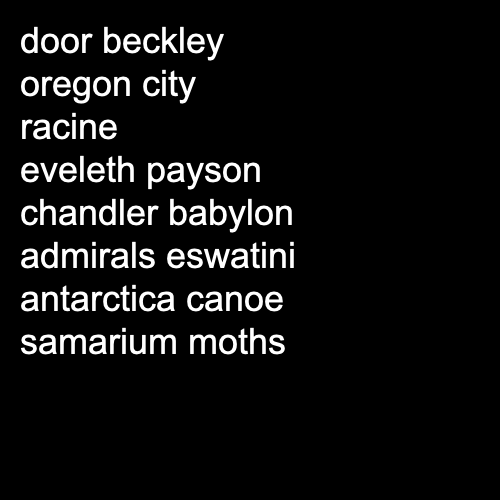 door beckley
oregon city
racine
eveleth payson
chandler babylon
admirals eswatini
antarctica canoe
samarium moths